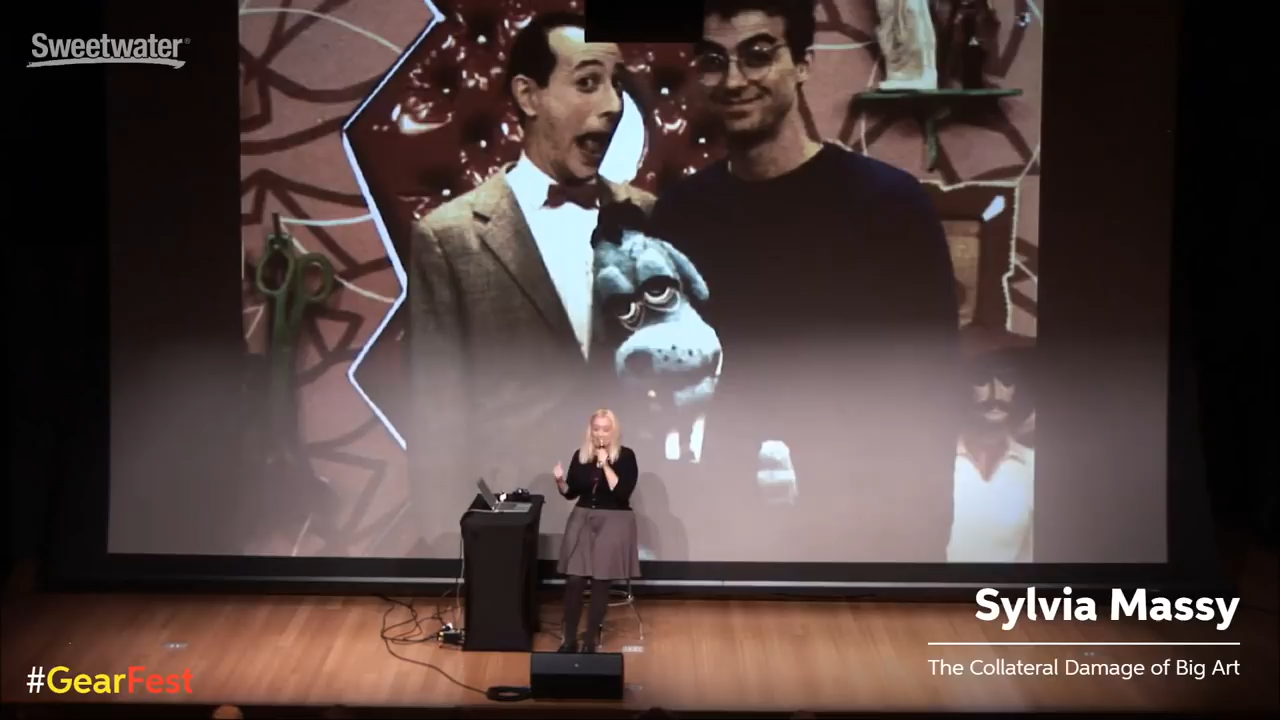 Sweetwater®
Sylvia Massy
The Collateral Damage of Big Art
#GearFest